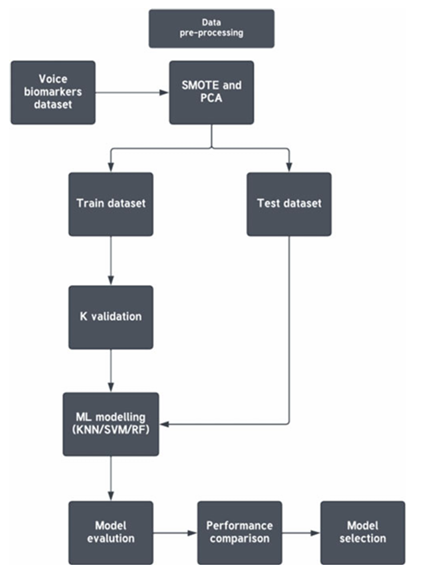 Data
pre-processing
Voice
biomarkers
dataset
SMOTE and
PCA
Train dataset
Test dataset
K validation
ML modelling
(KNN/SVM/RF)
Model
evalution
Performance
comparison
Model
selection